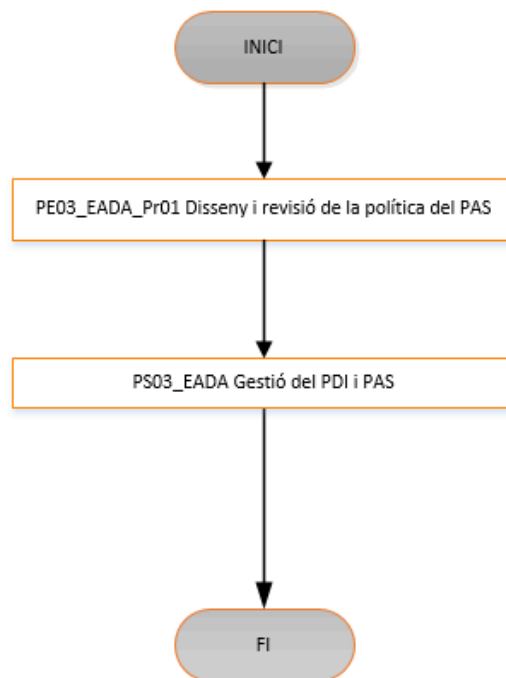 INICI
PE03_EADA_Pr01 Disseny i revisió de la política del PAS
PS03_EADA Gestió del PDI i PAS
FI